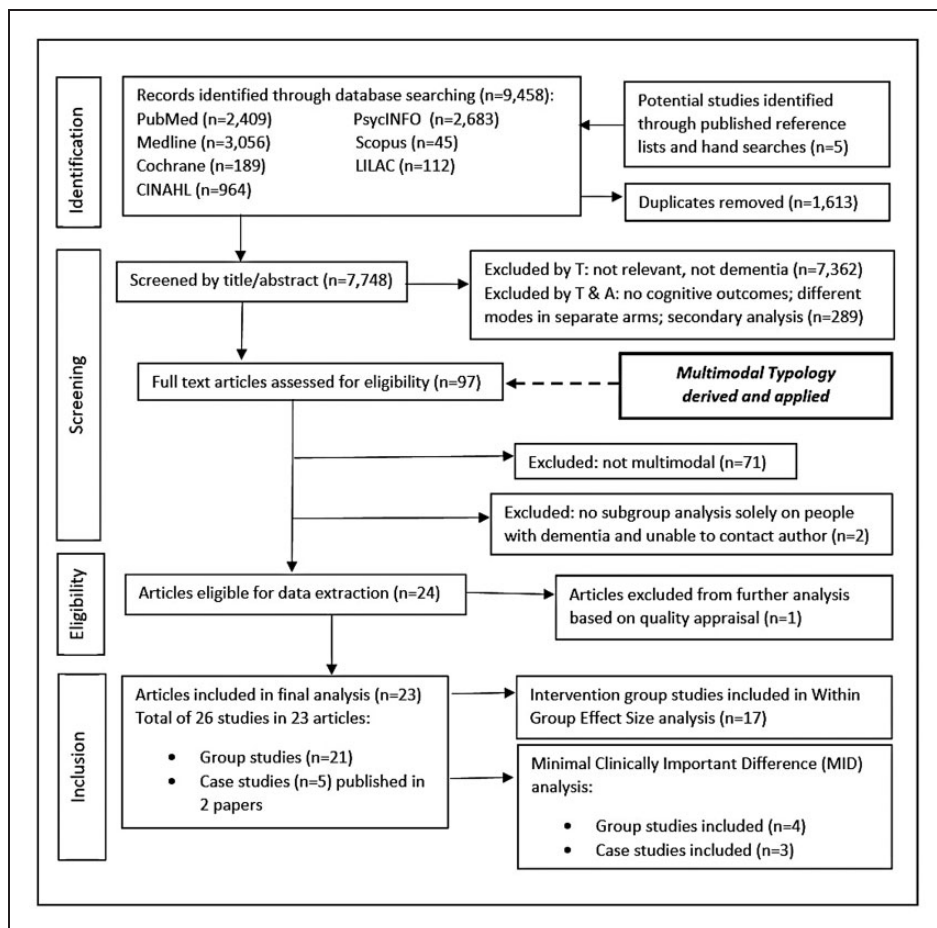 Identification
Records identified through database searching (n=9,458):
PubMed (n=2,409) PsycINFO (n=2,683)
Medline (n=3,056) Scopus (n=45)
Cochrane (n=189) LILAC (n=112)
CINAHL (n=964)
Potential studies identified
through published reference
lists and hand searches (n=5)
Duplicates removed (n=1,613)
Screening
Screened by title/abstract (n=7,748)
Excluded by T: not relevant, not dementia (n=7,362)
Excluded by T & A: no cognitive outcomes; different
modes in separate arms; secondary analysis (n=289)
Full text articles assessed for eligibility (n=97)
Multimodal Typology
derived and applied
Excluded: not multimodal (n=71)
Excluded: no subgroup analysis solely on people
with dementia and unable to contact author (n=2)
Eligibility
Articles eligible for data extraction (n=24)
Articles excluded from further analysis
based on quality appraisal (n=1)
Inclusion
Articles included in final analysis (n=23)
Total of 26 studies in 23 articles:
• Group studies (n=21)
• Case studies (n=5) published in
2 papers
Intervention group studies included in Within
Group Effect Size analysis (n=17)
Minimal Clinically Important Difference (MID)
analysis:
• Group studies included (n=4)
• Case studies included (n=3)